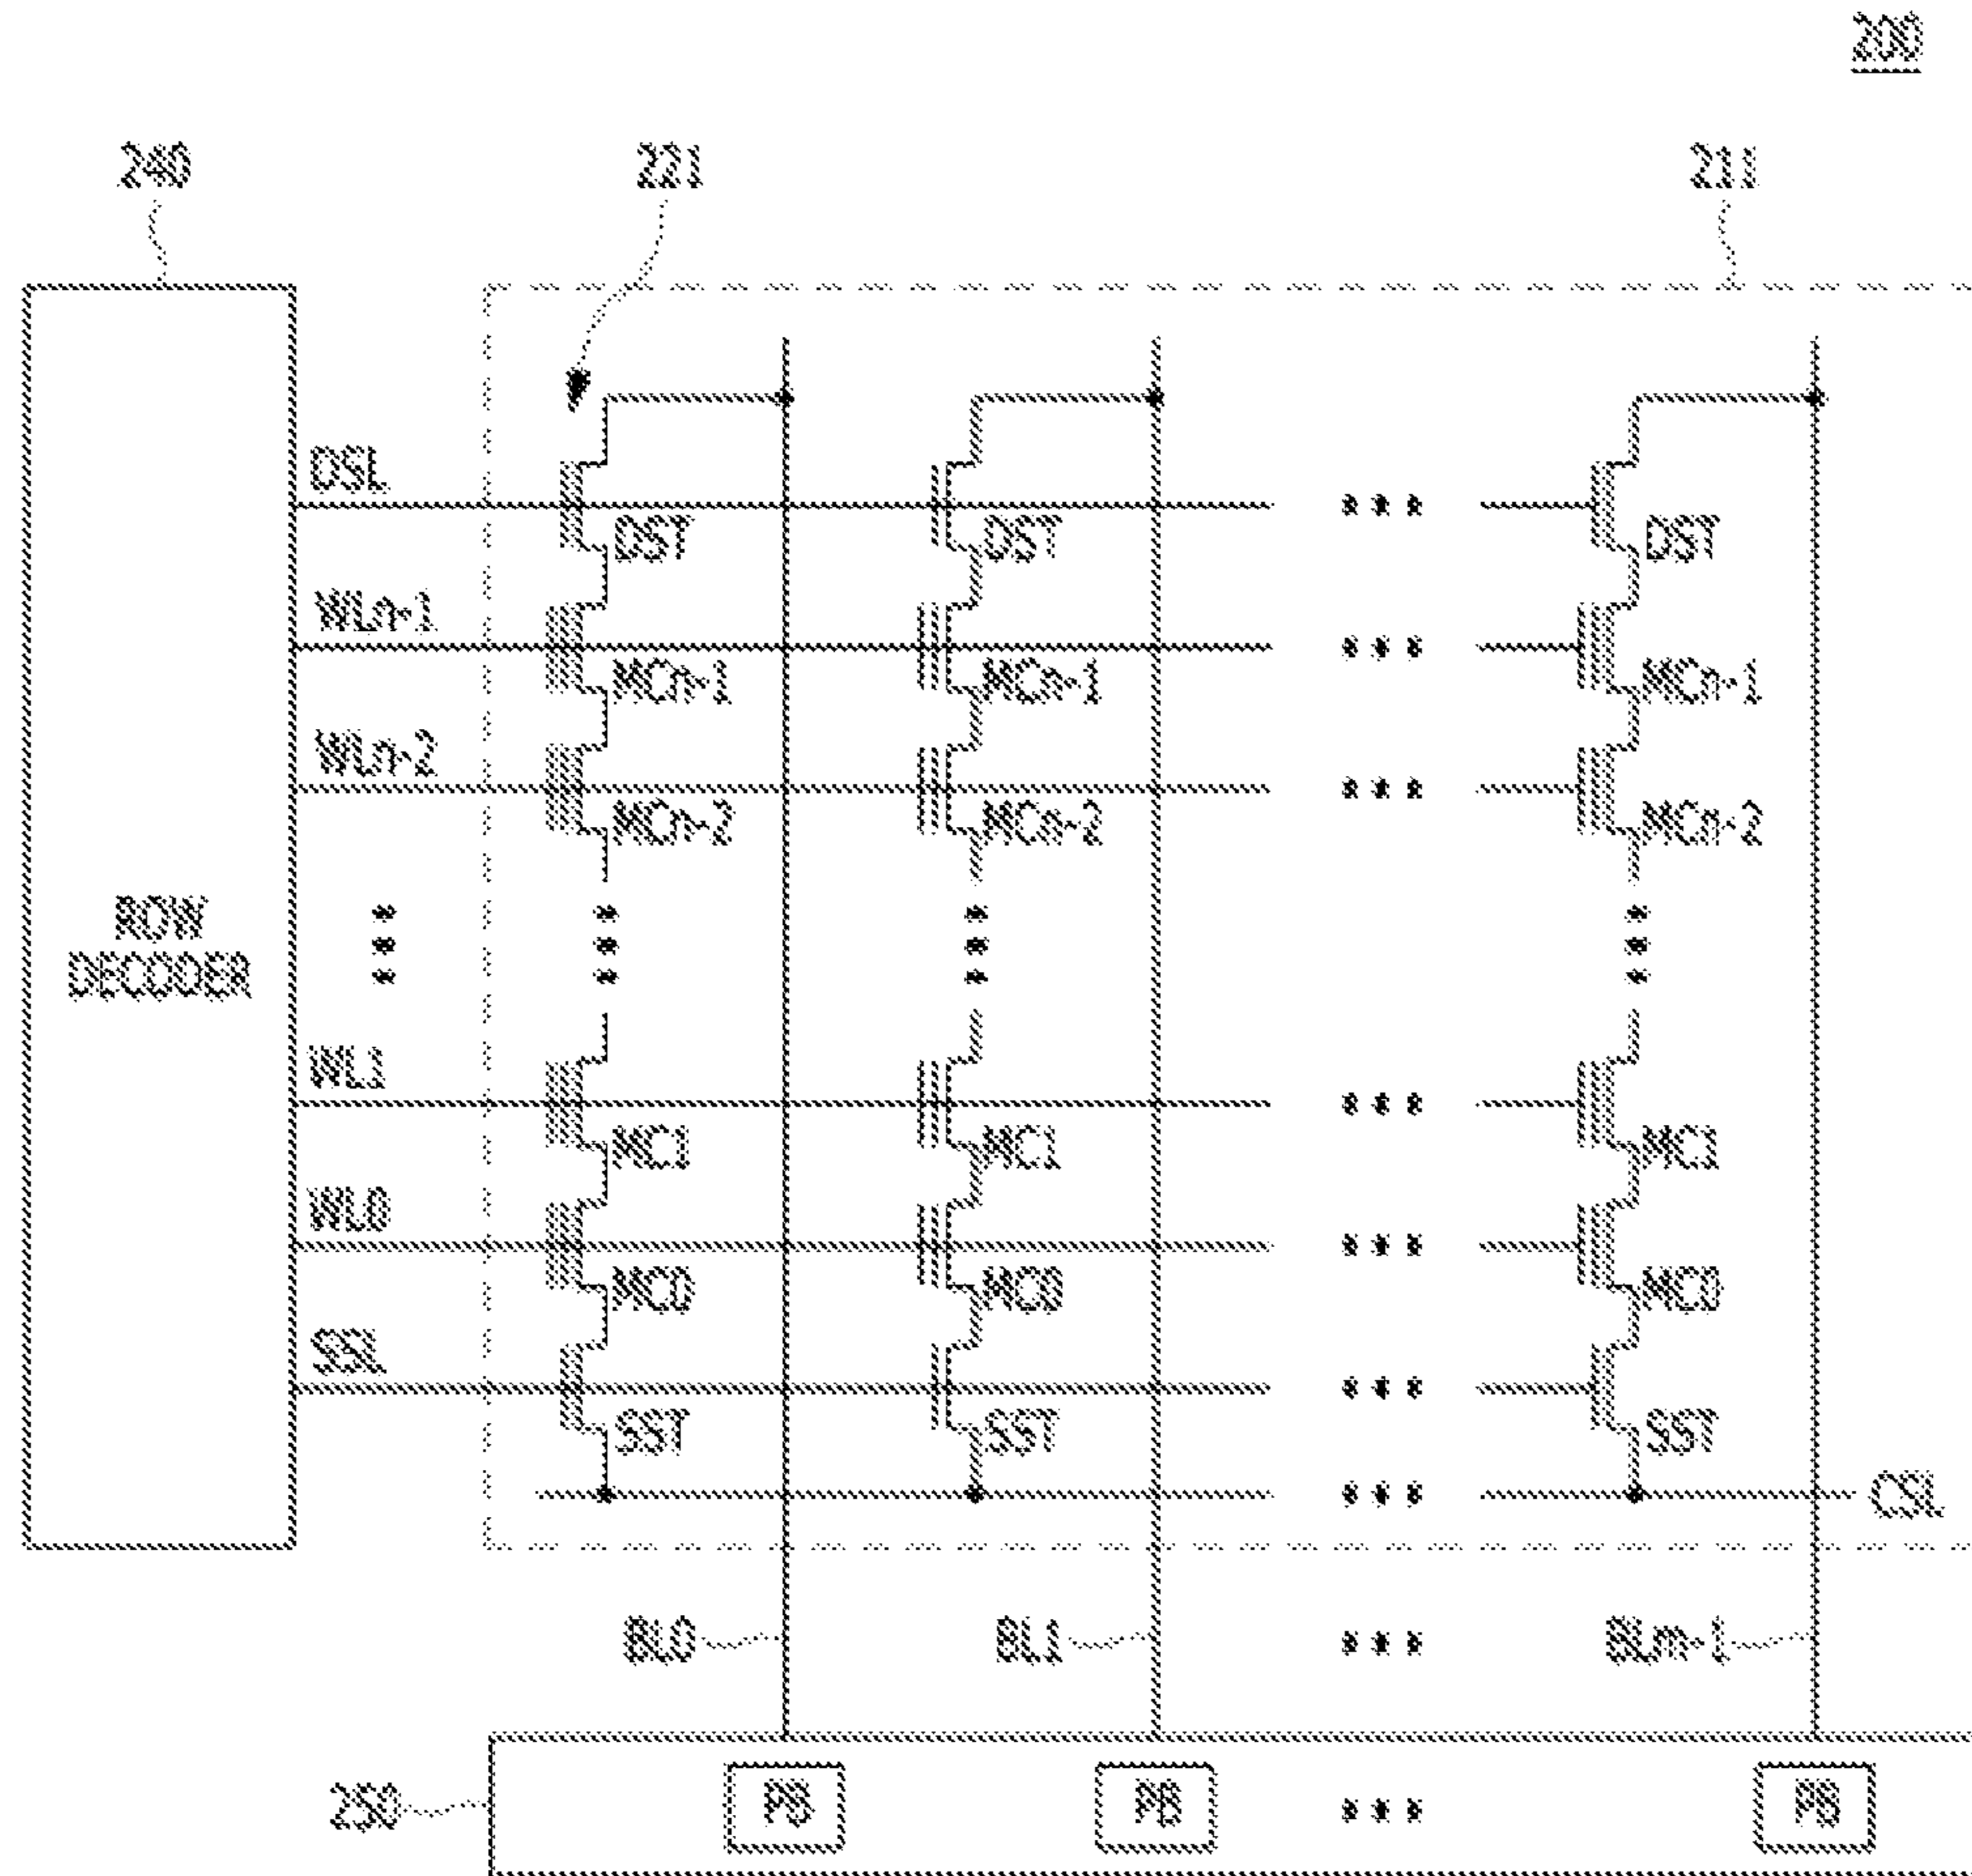 200
240 221 211
DSL
DST DST DST
WLn-1
MCn-1 MCn-1 MCn-1
WLn-2
MCn-2 MCn-2 MCn-2
ROW
DECODER
WL1
MC1 MC1 MC1
WL0
MC0 MC0 MC0
SSL
SST SST SST
CSL
BL0 BL1 BLm-1
250 PB PB PB